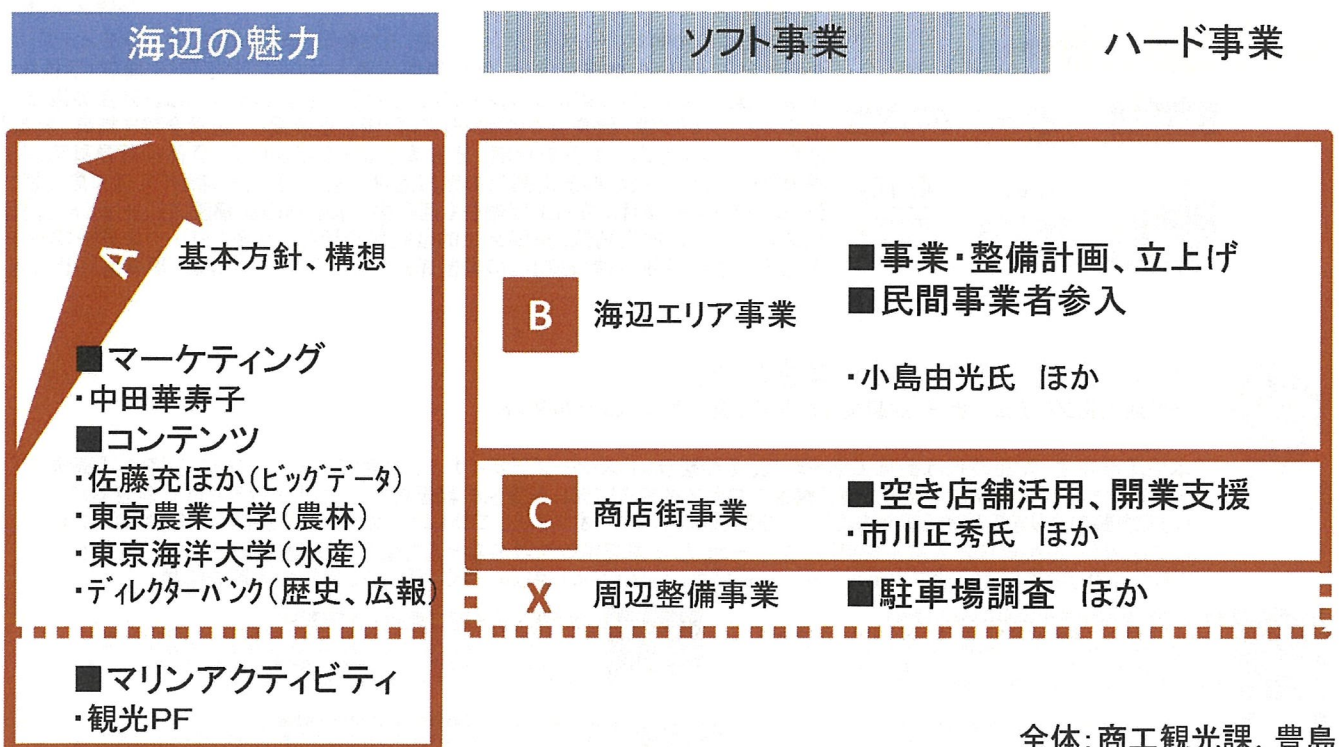 海辺の魅力
ソフト事業
ハード事業
A
基本方針、構想
■マーケティング
・中田華寿子
■コンテンツ
・佐藤充ほか(ﾋﾞｯｸﾞﾃﾞｰﾀ)
・東京農業大学(農林)
・東京海洋大学(水産)
・ﾃﾞｨﾚｸﾀｰﾊﾞﾝｸ(歴史、広報)
■マリンアクティビティ
・観光PF
B 海辺エリア事業
■事業・整備計画、立上げ
■民間事業者参入
・小島由光氏 ほか
C 商店街事業
■空き店舗活用、開業支援
・市川正秀氏 ほか
X 周辺整備事業 ■駐車場調査 ほか
全体:商工観光課、豊島